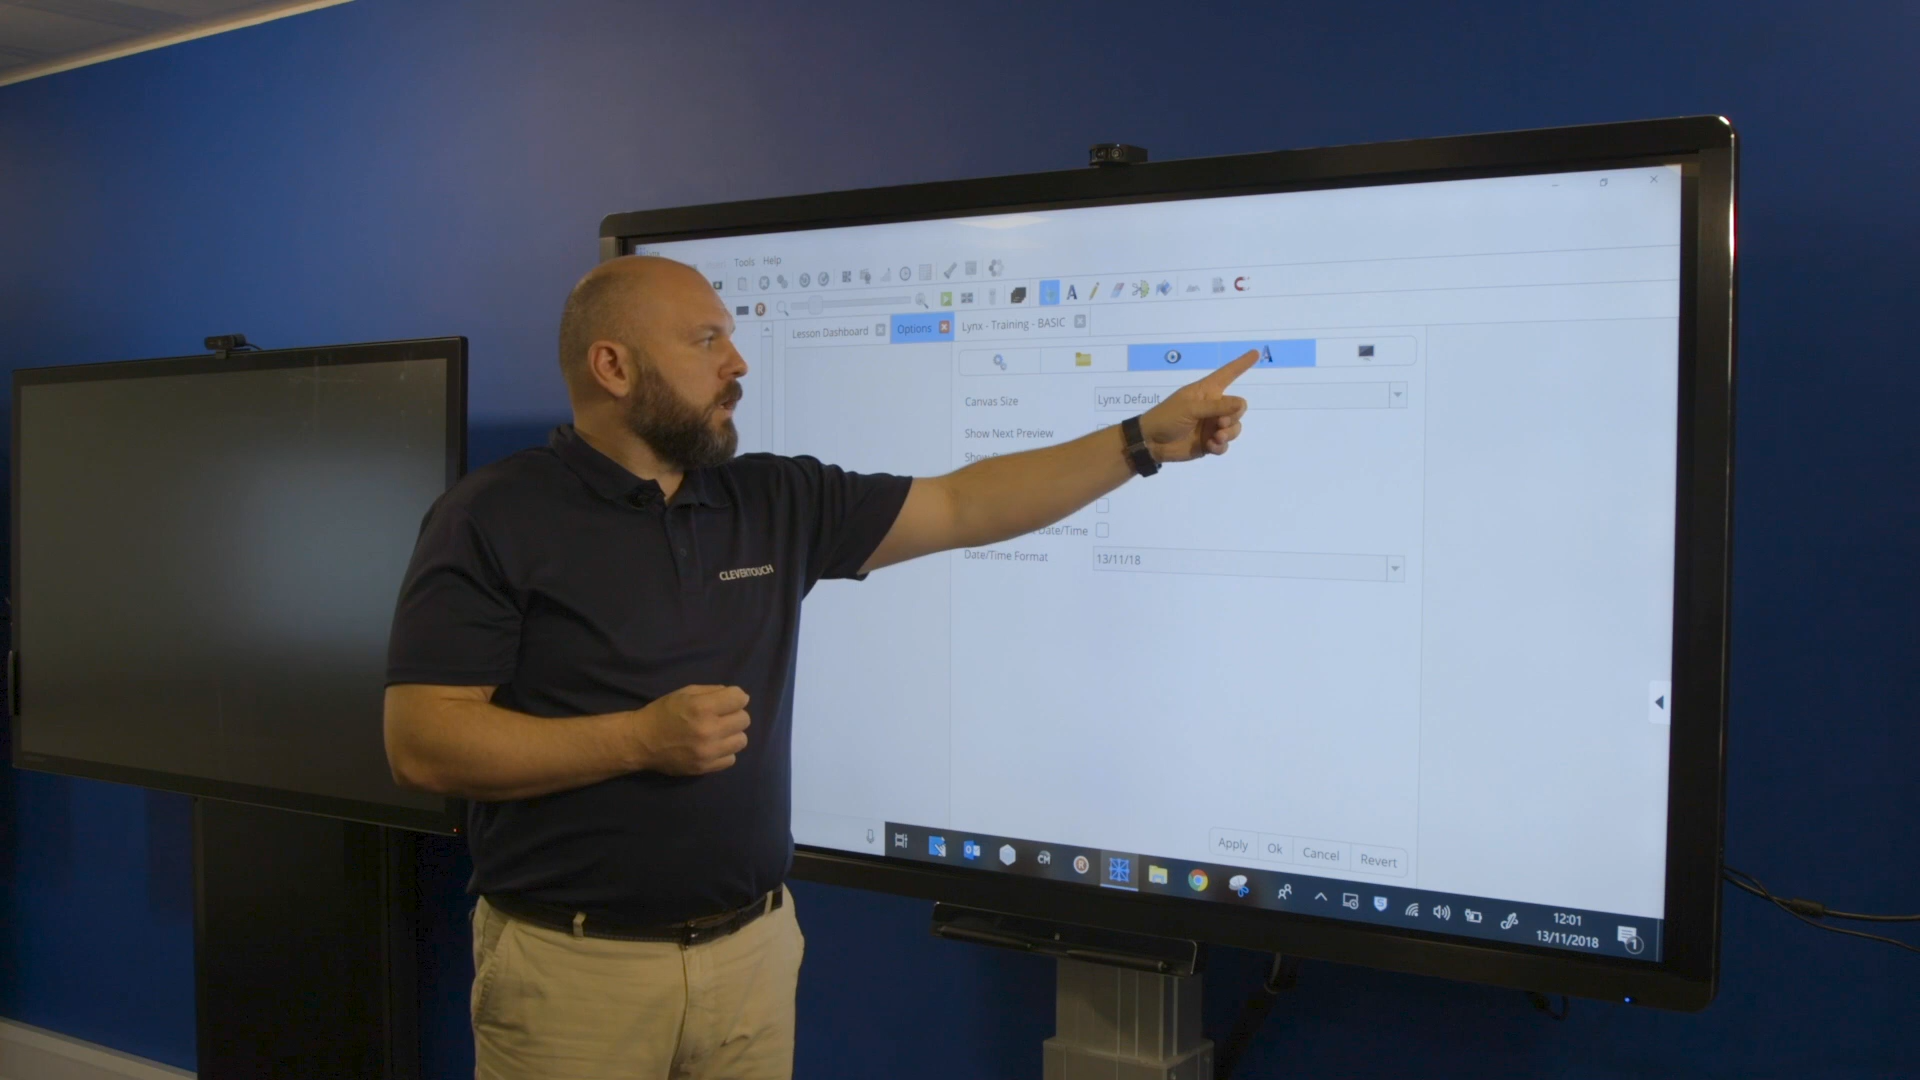 Tools Help
Lesson Dashboard Options Lynx - Training - BASIC
Canvas Size Lynx Default
Show Next Preview
Show
Date/Time
Date/Time Format 13/11/18
CLEVERTOUCH
Apply Ok Cancel Revert
12:01
13/11/2018